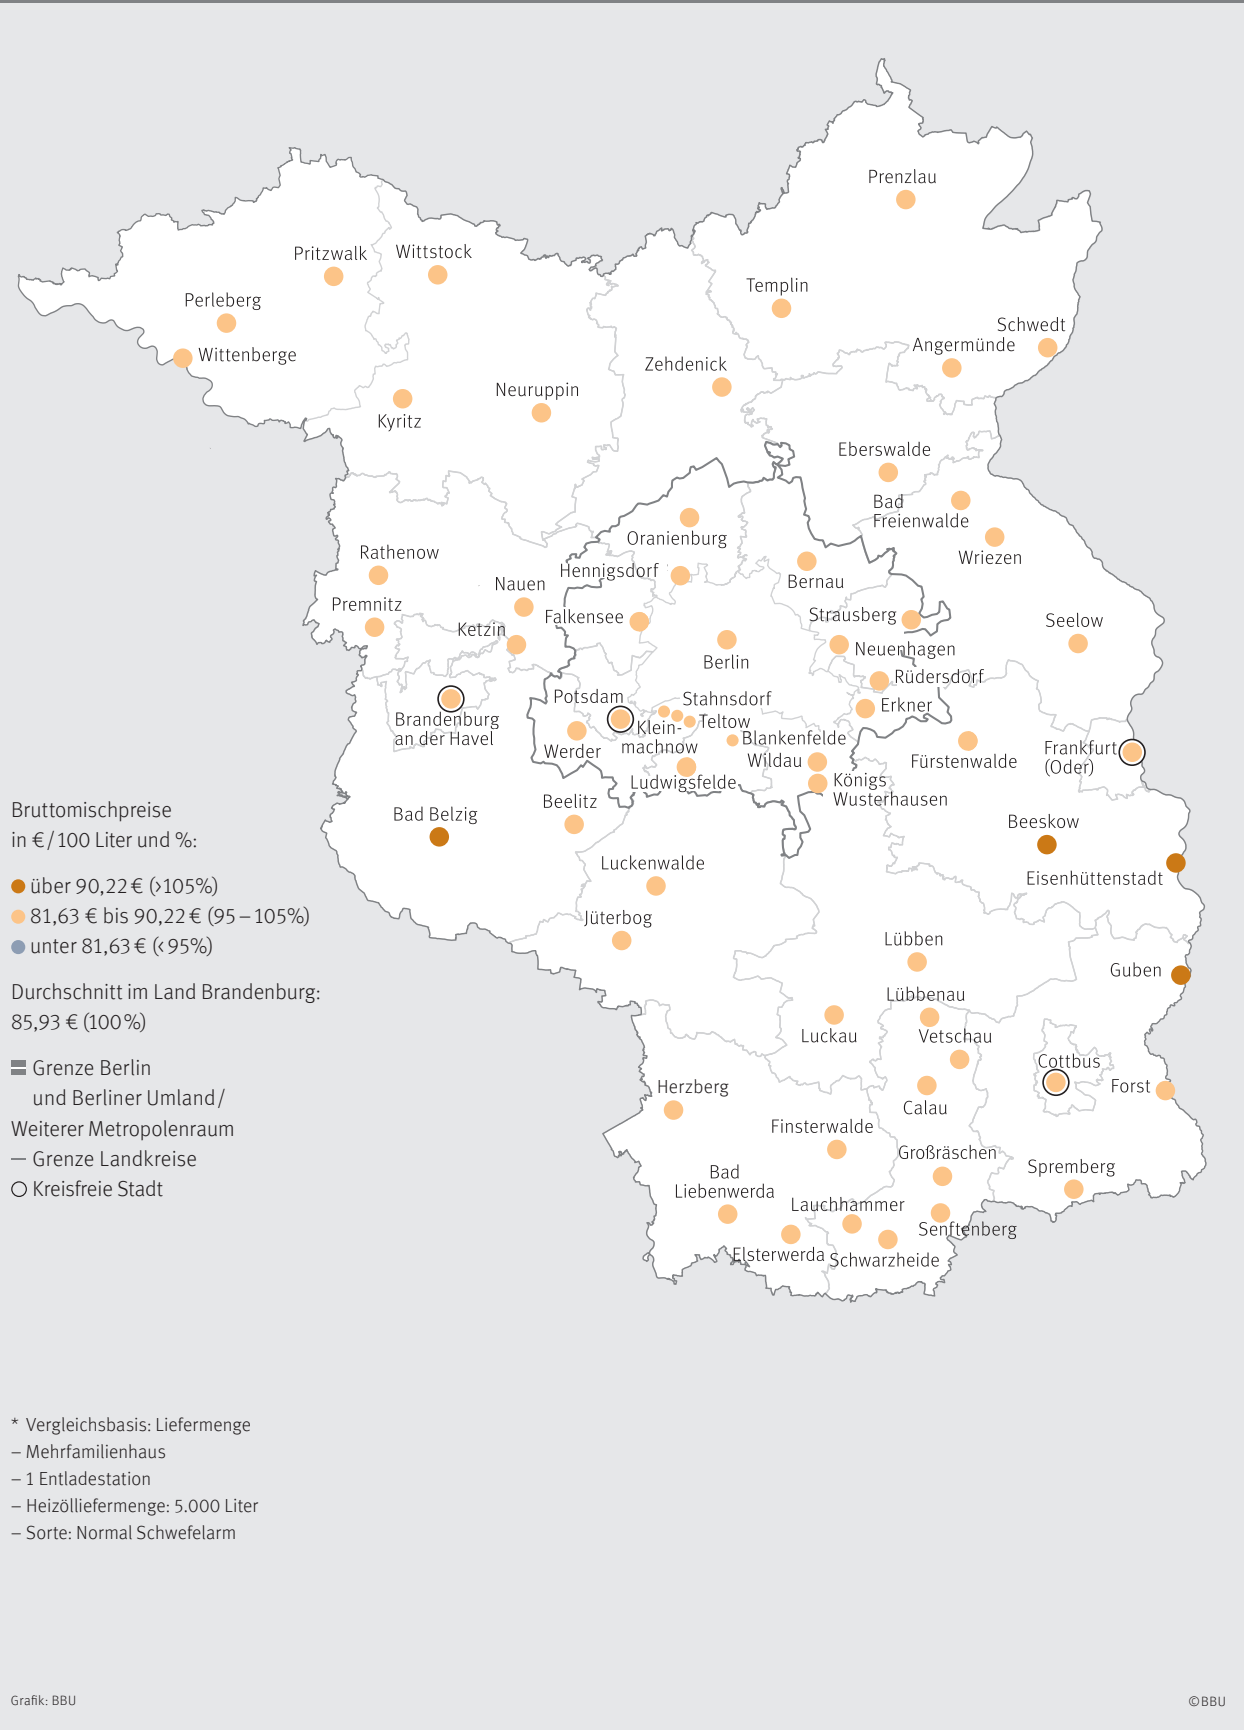 Prenzlau
Pritzwalk
Wittstock
Templin
Perleberg
Schwedt
Angermünde
Wittenberge
Zehdenick
Neuruppin
Kyritz
Eberswalde
Bad
Freienwalde
Oranienburg
Rathenow
Wriezen
Hennigsdorf
Nauen
Bernau
Premnitz
Falkensee
Strausberg
Seelow
Ketzin
Neuenhagen
Berlin
Rüdersdorf
Potsdam
Stahnsdorf
Erkner
Brandenburg
an der Havel
Teltow
Klein-
machnow
Werder
Blankenfelde
Wildau
Fürstenwalde
Frankfurt
(Oder)
Ludwigsfelde
Königs
Wusterhausen
Beelitz
Bad Belzig
Beeskow
Luckenwalde
Eisenhüttenstadt
Jüterbog
Lübben
Guben
Lübbenau
Luckau
Vetschau
Cottbus
Herzberg
Forst
Calau
Finsterwalde
Großräschen
Bad
Liebenwerda
Spremberg
Lauchhammer
Senftenberg
Elsterwerda
Schwarzheide
Bruttomischpreise
in €/100 Liter und %:
über 90,22 € (>105%)
81,63 € bis 90,22 € (95 – 105%)
unter 81,63 € (< 95%)
Durchschnitt im Land Brandenburg:
85,93 € (100%)
Grenze Berlin
und Berliner Umland/
Weiterer Metropolenraum
Grenze Landkreise
Kreisfreie Stadt
* Vergleichsbasis: Liefermenge
– Mehrfamilienhaus
– 1 Entladestation
– Heizölliefermenge: 5.000 Liter
– Sorte: Normal Schwefelarm
Grafik: BBU
©BBU